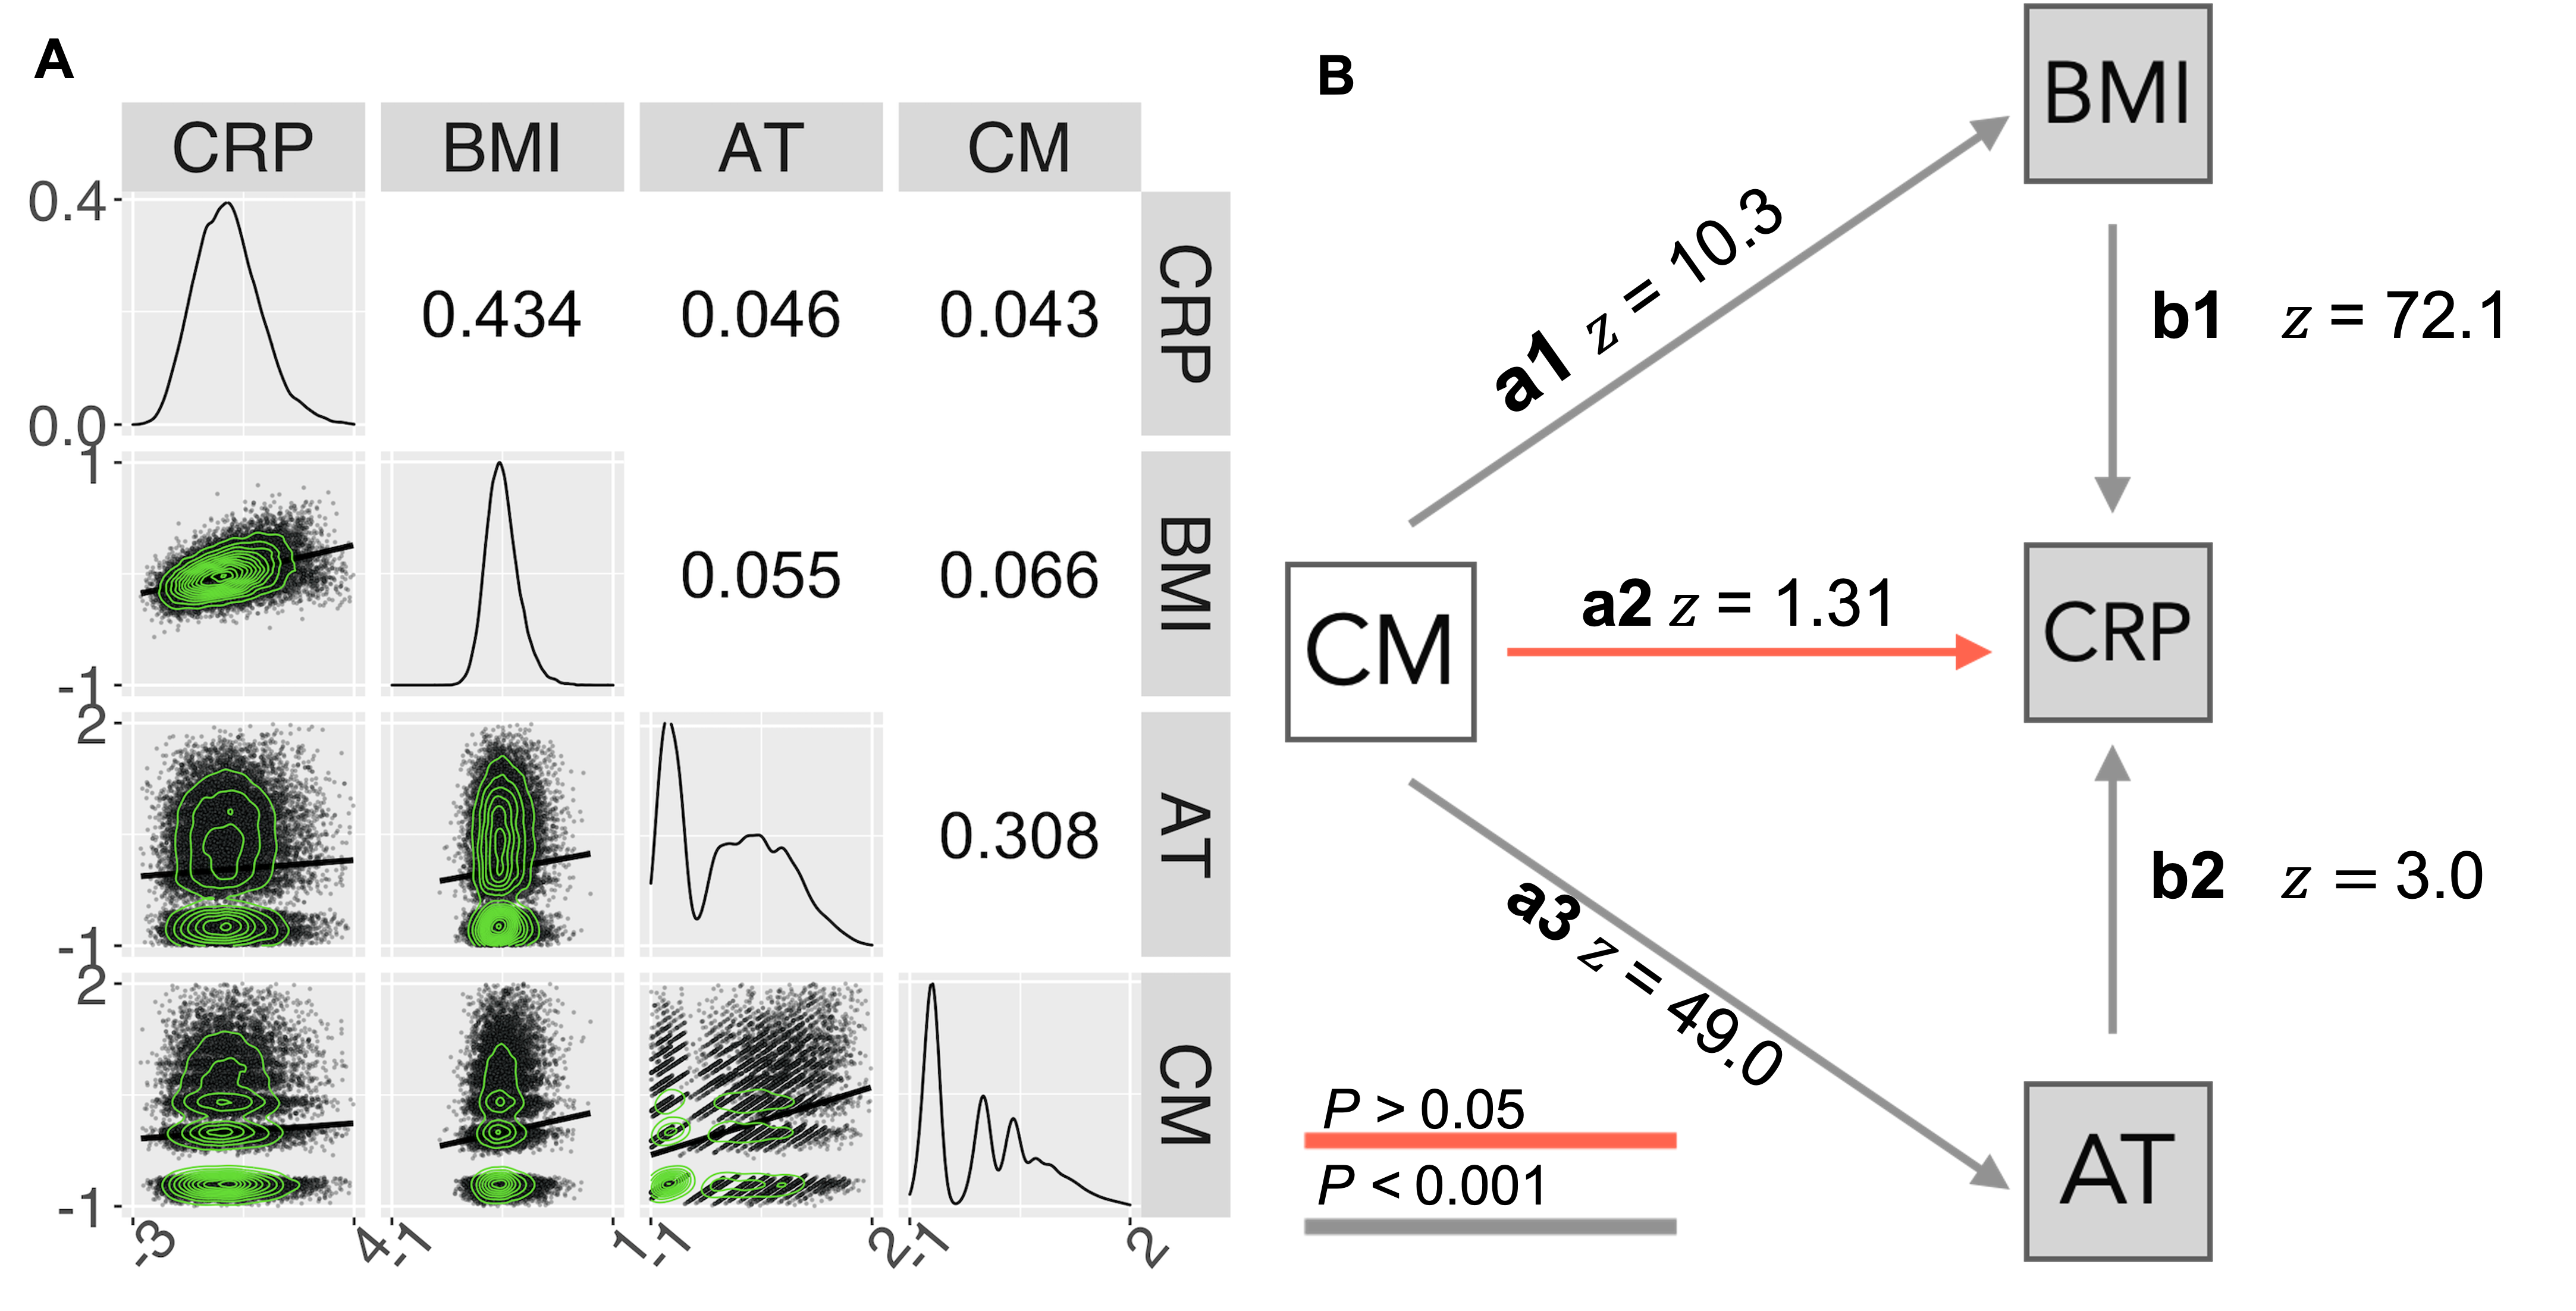 A
CRP BMI AT CM
0.4
0.0
0.434 0.046 0.043
CRP
1
-1
0.055 0.066
BMI
2
-1
0.308
AT
2
-1
CM
-3 4 -1 1 -1 2 -1 2
B
BMI
a1 z = 10.3
b1 z = 72.1
CM
a2 z = 1.31
CRP
a3 z = 49.0
b2 z = 3.0
AT
P > 0.05
P < 0.001